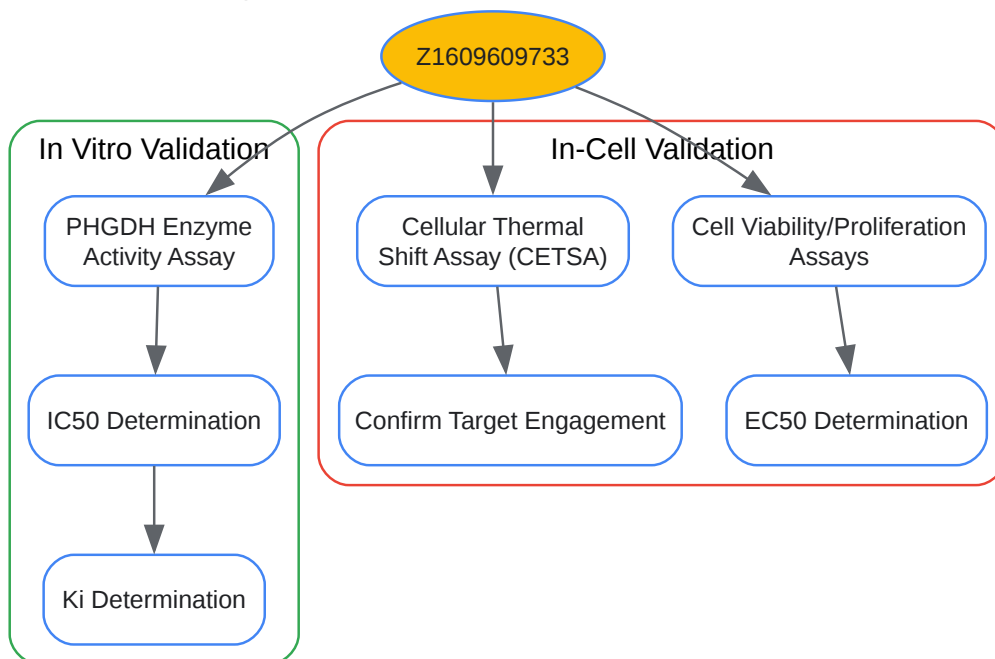 Z1609609733
In Vitro Validation
In-Cell Validation
PHGDH Enzyme
Activity Assay
Cellular Thermal
Shift Assay (CETSA)
Cell Viability/Proliferation
Assays
IC50 Determination
Confirm Target Engagement
EC50 Determination
Ki Determination